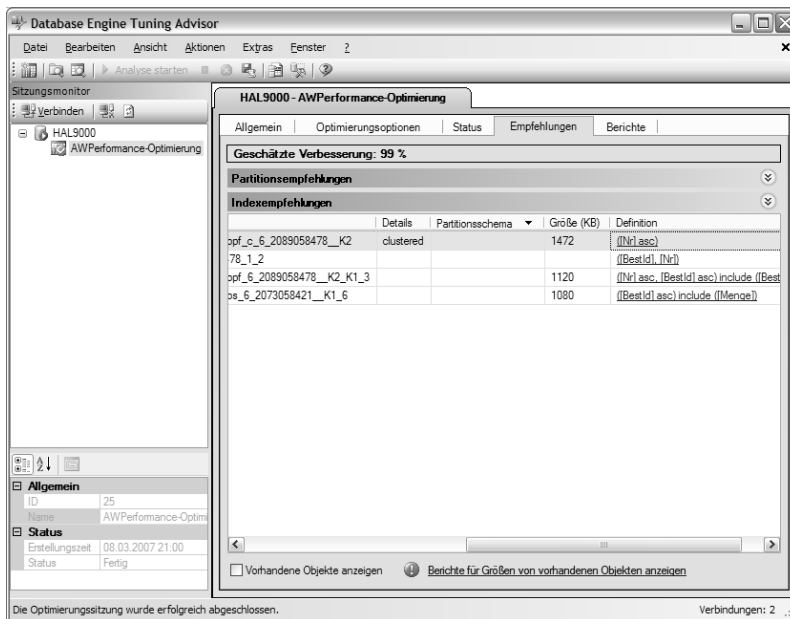 Database Engine Tuning Advisor
Datei Bearbeiten Ansicht Aktionen Extras Fenster ?
Analyse starten
Sitzungsmonitor
Verbinden
HAL9000
AWPerformance-Optimierung
HAL9000 - AWPerformance-Optimierung
Allgemein Optimierungsoptionen Status Empfehlungen Berichte
Geschätzte Verbesserung: 99 %
Partitionsempfehlungen
Indexempfehlungen
Details Partitionsschema Größe (KB) Definition
opf_c_6_2089058478__K2 clustered 1472 ([Nr] asc)
78_1_2 ([BestId], [Nr])
opf_6_2089058478__K2_K1_3 1120 ([Nr] asc, [BestId] asc) include ([Best
os_6_2073058421__K1_6 1080 ([BestId] asc) include ([Menge])
Allgemein
ID 25
Name AWPerformance-Optimi
Status
Erstellungszeit 08.03.2007 21:00
Status Fertig
Vorhandene Objekte anzeigen Berichte für Größen von vorhandenen Objekten anzeigen
Die Optimierungssitzung wurde erfolgreich abgeschlossen. Verbindungen: 2